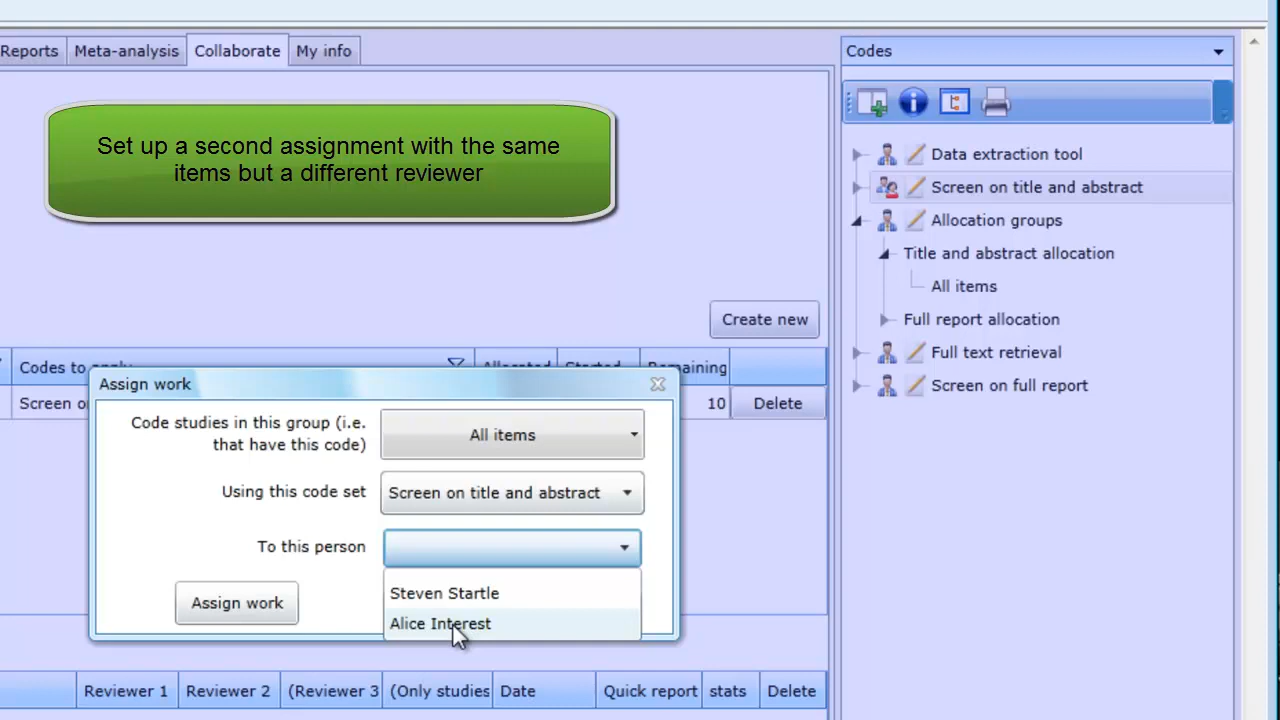 Reports Meta-analysis Collaborate My info
Codes
Set up a second assignment with the same
items but a different reviewer
Data extraction tool
Screen on title and abstract
Allocation groups
Title and abstract allocation
All items
Full report allocation
Full text retrieval
Screen on full report
Create new
Codes to apply Allocated Started Remaining
Screen o 10 Delete
Assign work
Code studies in this group (i.e.
that have this code)
All items
Using this code set
Screen on title and abstract
To this person
Steven Startle
Alice Interest
Assign work
Reviewer 1 Reviewer 2 (Reviewer 3 (Only studies Date Quick report stats Delete